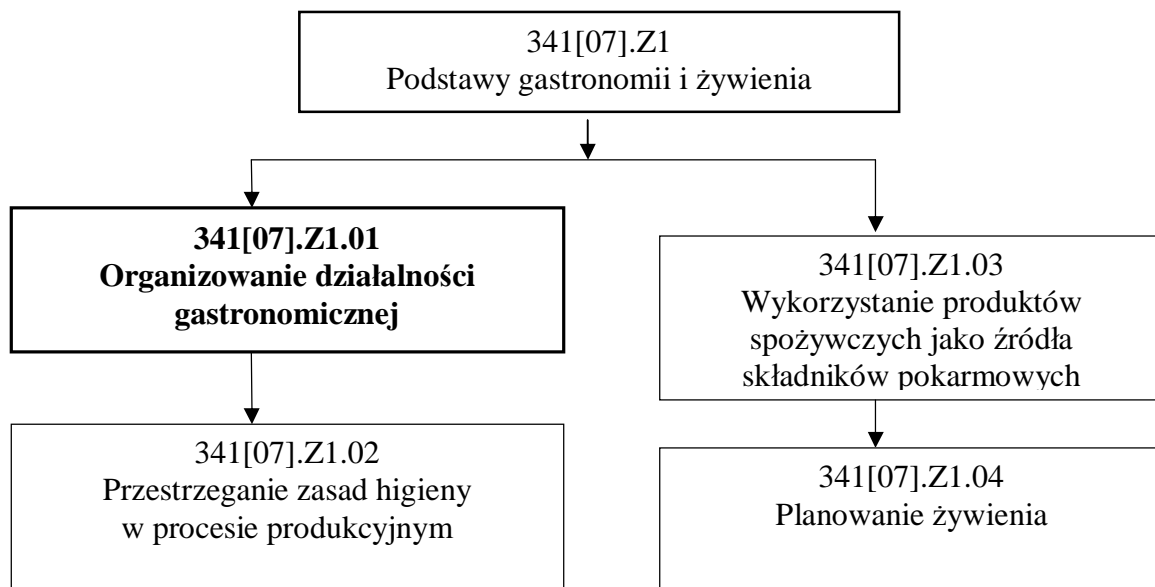 341[07].Z1
Podstawy gastronomii i żywienia
341[07].Z1.01
Organizowanie działalności
gastronomicznej
341[07].Z1.03
Wykorzystanie produktów
spożywczych jako źródła
składników pokarmowych
341[07].Z1.02
Przestrzeganie zasad higieny
w procesie produkcyjnym
341[07].Z1.04
Planowanie żywienia